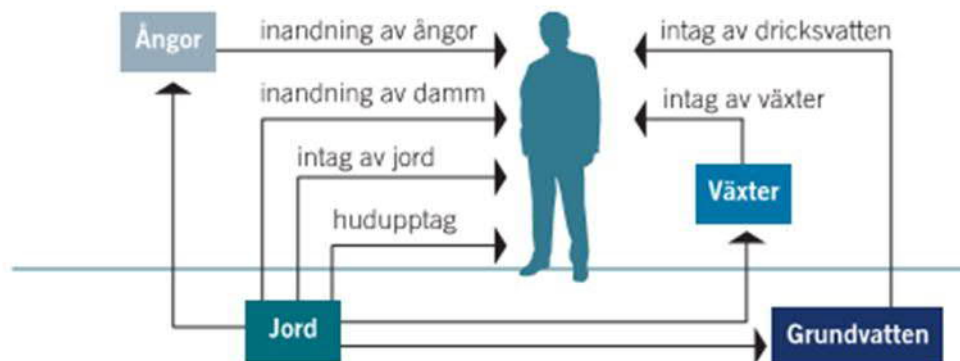 Ångor
inandning av ångor
intag av dricksvatten
inandning av damm
intag av växter
intag av jord
Växter
hudupptag
Jord
Grundvatten